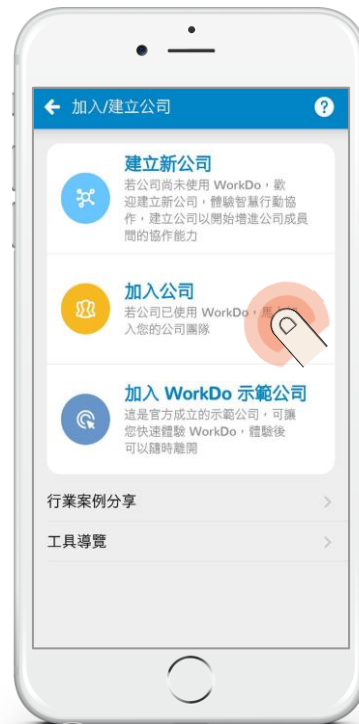 加入/建立公司
?
建立新公司
若公司尚未使用 WorkDo，歡
迎建立新公司，體驗智慧行動協
作，建立公司以開始增進公司成員
間的協作能力
加入公司
若公司已使用 WorkDo，馬
入您的公司團隊
加入 WorkDo 示範公司
這是官方成立的示範公司，可讓
您快速體驗 WorkDo，體驗後
可以隨時離開
行業案例分享
工具導覽